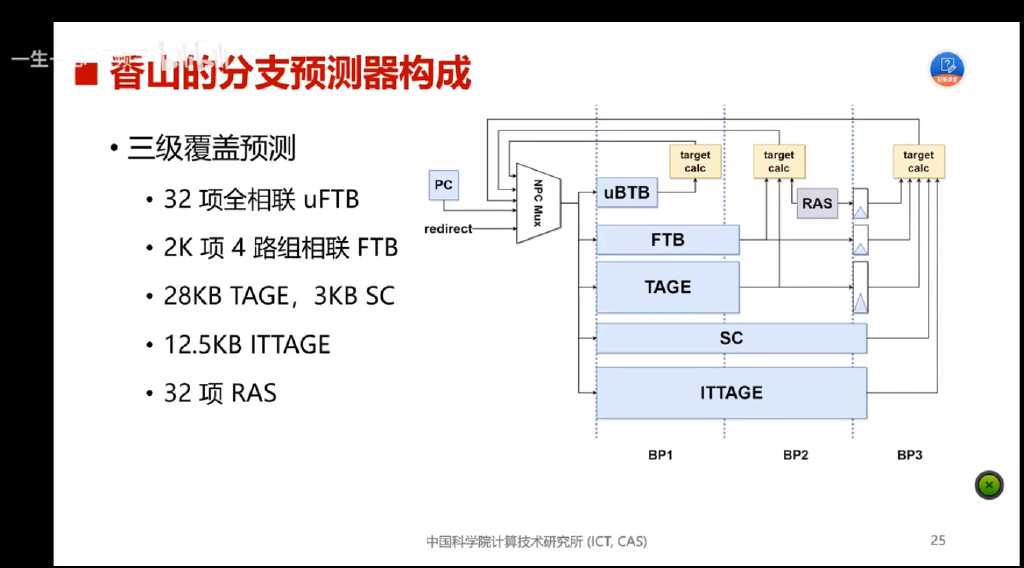 一生一
香山的分支预测器构成
• 三级覆盖预测
• 32 项全相联 uFTB
• 2K 项 4 路组相联 FTB
• 28KB TAGE，3KB SC
• 12.5KB ITTAGE
• 32 项 RAS
PC
redirect
NPC Mux
uBTB
target
calc
target
calc
target
calc
RAS
FTB
TAGE
SC
ITTAGE
BP1
BP2
BP3
中国科学院计算技术研究所 (ICT, CAS)
25